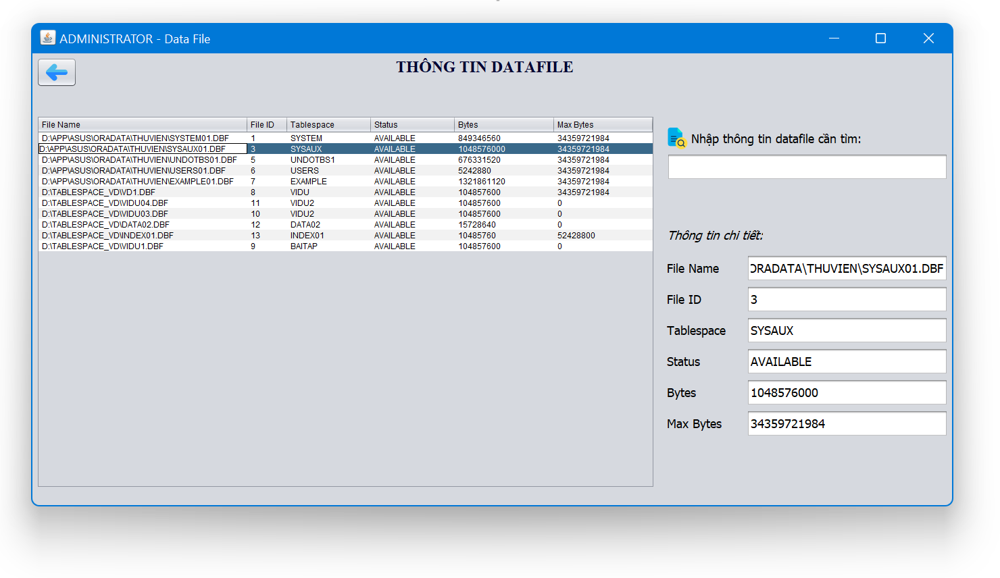 ADMINISTRATOR - Data File
THÔNG TIN DATAFILE
File Name File ID Tablespace Status Bytes Max Bytes
D:\APP\ASUS\ORADATA\THUVIEN\SYSTEM01.DBF 1 SYSTEM AVAILABLE 849346560 34359721984
D:\APP\ASUS\ORADATA\THUVIEN\SYSAUX01.DBF 3 SYSAUX AVAILABLE 1048576000 34359721984
D:\APP\ASUS\ORADATA\THUVIEN\UNDOTBS01.DBF 5 UNDOTBS1 AVAILABLE 676331520 34359721984
D:\APP\ASUS\ORADATA\THUVIEN\USERS01.DBF 6 USERS AVAILABLE 5242880 34359721984
D:\APP\ASUS\ORADATA\THUVIEN\EXAMPLE01.DBF 7 EXAMPLE AVAILABLE 1321861120 34359721984
D:\TABLESPACE_VD\VD1.DBF 8 VIDU AVAILABLE 104857600 34359721984
D:\TABLESPACE_VD\VIDU04.DBF 11 VIDU2 AVAILABLE 104857600 0
D:\TABLESPACE_VD\VIDU03.DBF 10 VIDU2 AVAILABLE 104857600 0
D:\TABLESPACE_VD\DATA02.DBF 12 DATA02 AVAILABLE 15728640 0
D:\TABLESPACE_VD\INDEX01.DBF 13 INDEX01 AVAILABLE 10485760 52428800
D:\TABLESPACE_VD\VIDU1.DBF 9 BAITAP AVAILABLE 104857600 0
Nhập thông tin datafile cần tìm:
Thông tin chi tiết:
File Name ORADATA\THUVIEN\SYSAUX01.DBF
File ID 3
Tablespace SYSAUX
Status AVAILABLE
Bytes 1048576000
Max Bytes 34359721984